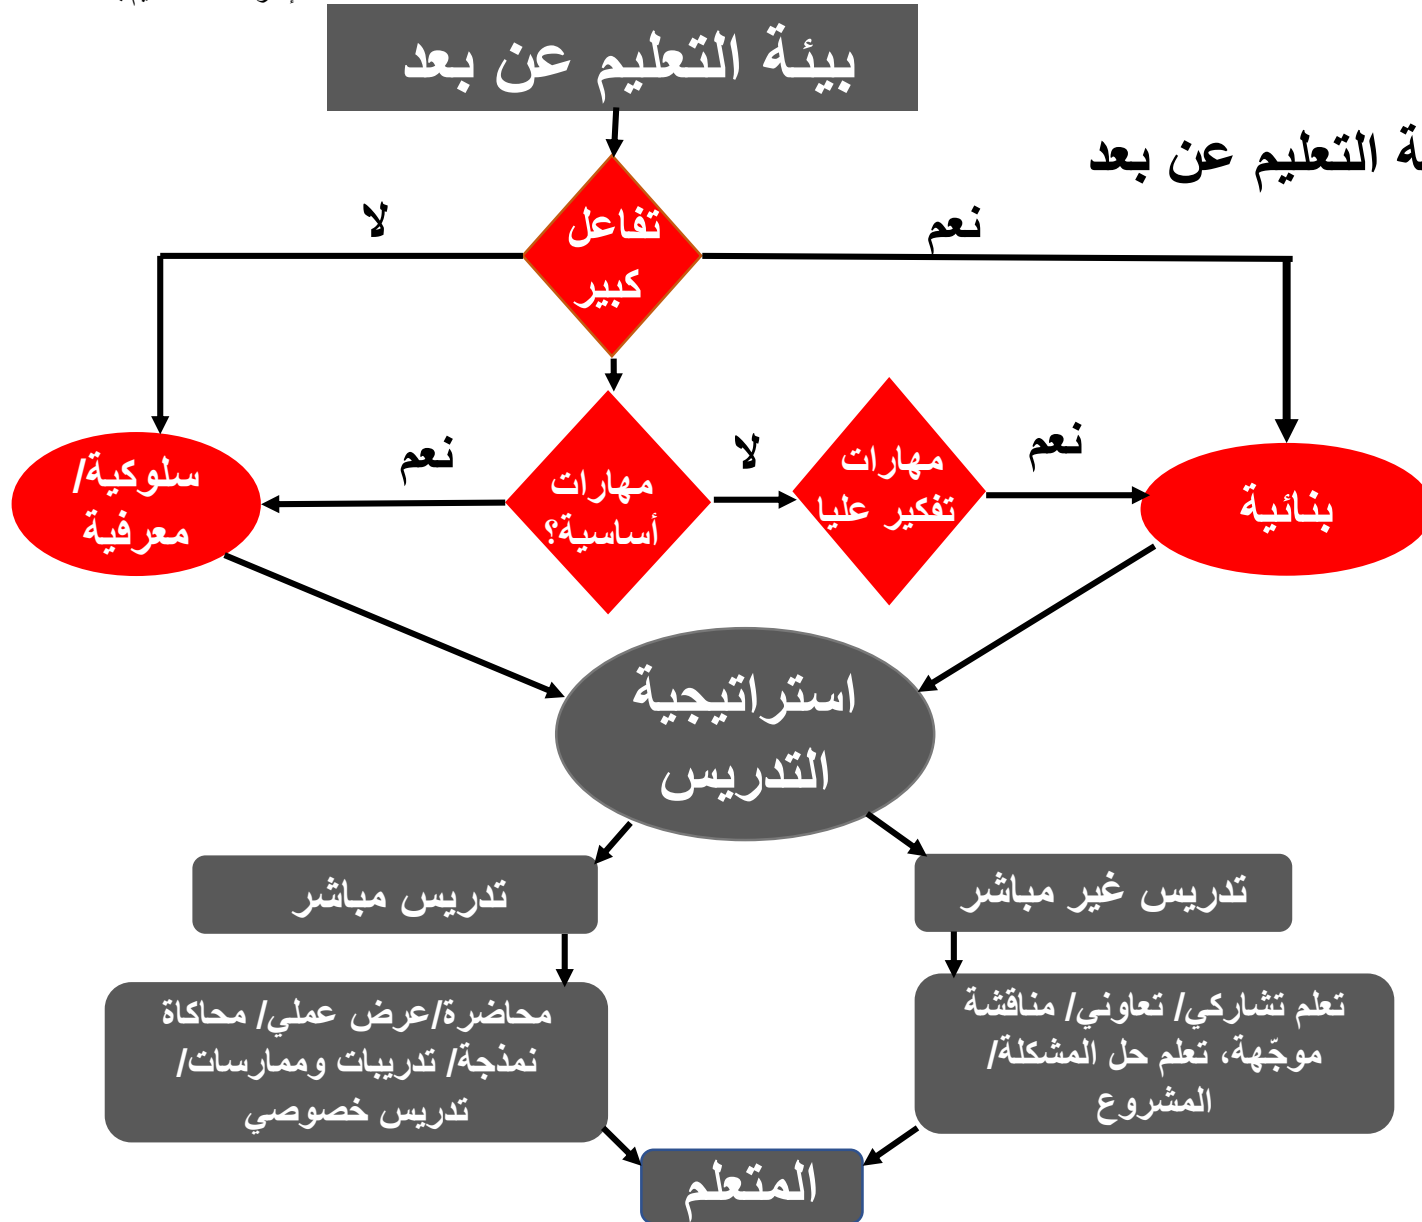 بيئة التعليم عن بعد
التعليم عن بعد
تفاعل
كبير
لا
نعم
سلوكية/
معرفية
نعم
مهارات
أساسية؟
لا
مهارات
تفكير عليا
نعم
بنائية
استراتيجية
التدريس
تدريس مباشر
تدريس غير مباشر
محاضرة/عرض عملي/ محاكاة
نمذجة/ تدريبات وممارسات/
تدريس خصوصي
تعلم تشاركي/ تعاوني/ مناقشة
موجّهة، تعلم حل المشكلة/
المشروع
المتعلم